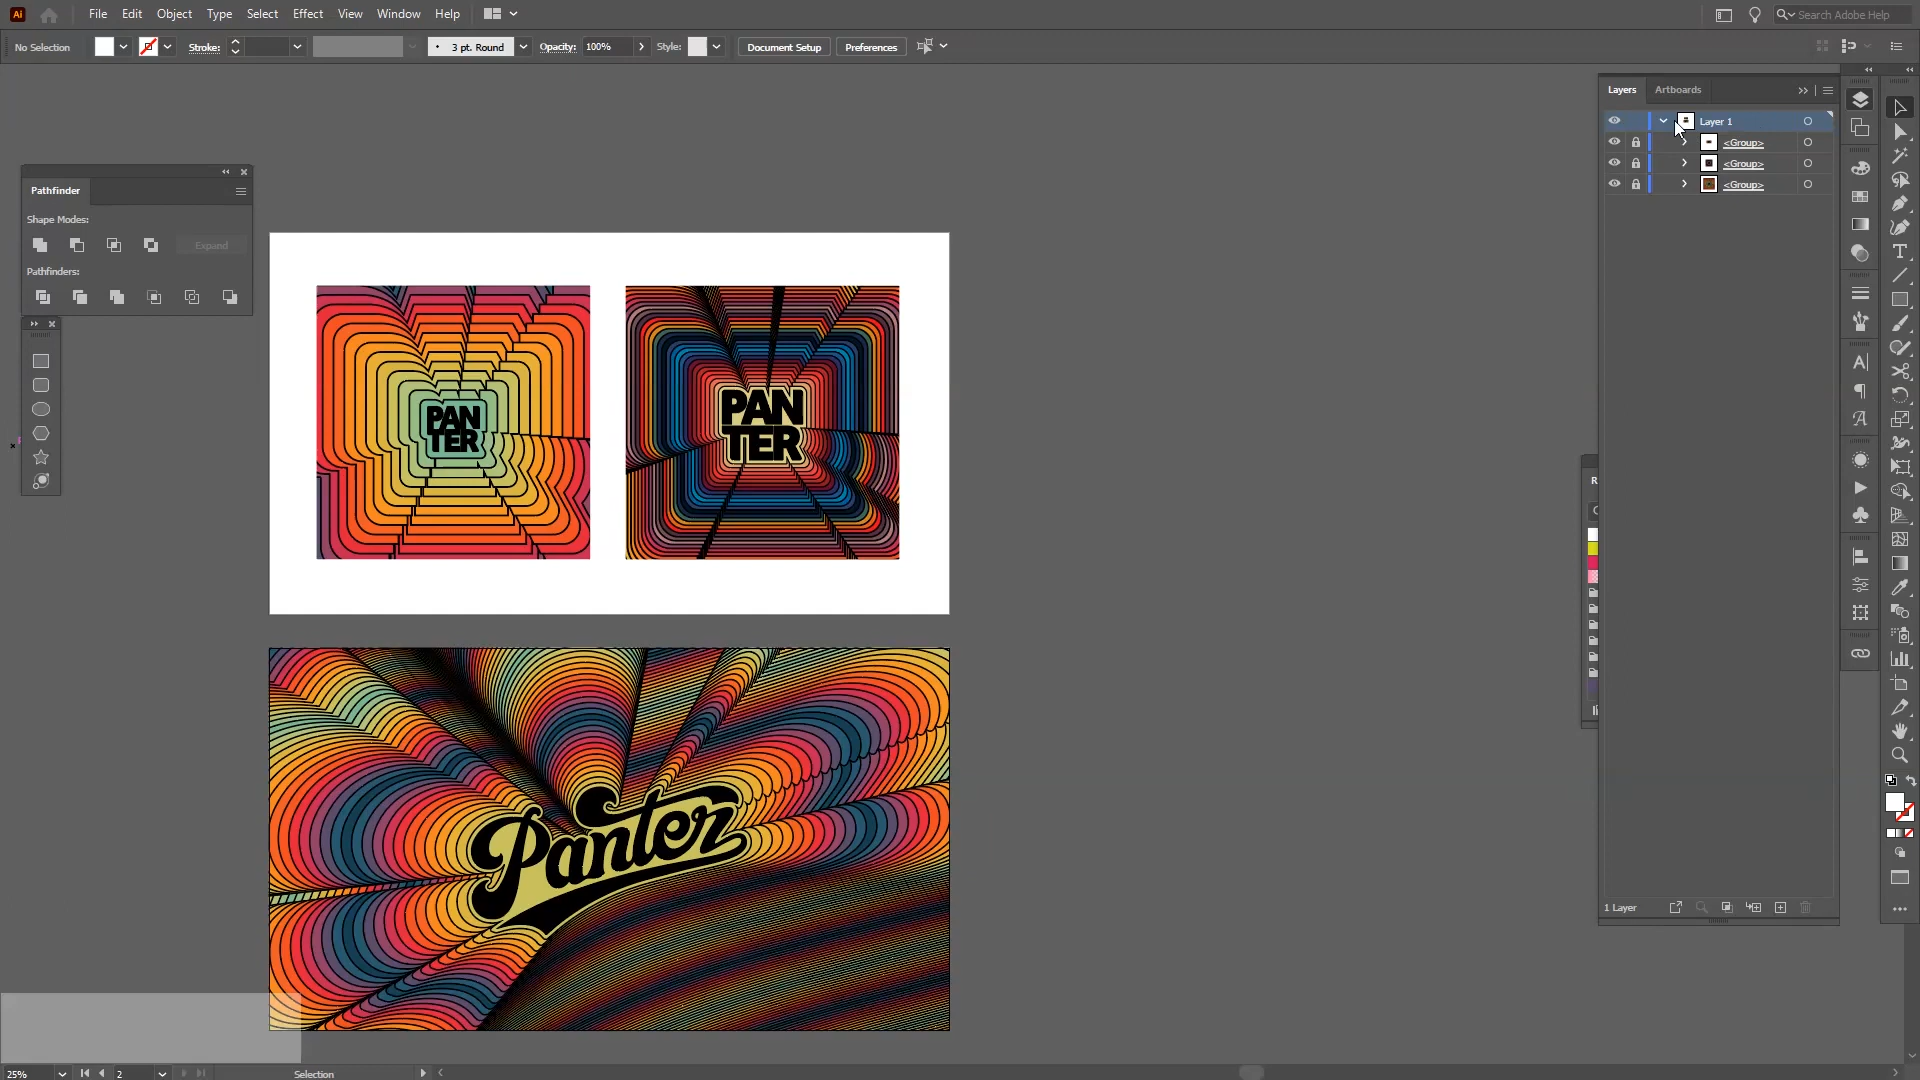 Ai File Edit Object Type Select Effect View Window Help Search Adobe Help
No Selection Stroke: 3 pt. Round Opacity: 100% Style: Document Setup Preferences
Layers Artboards
Layer 1
<Group>
<Group>
<Group>
Pathfinder
Shape Modes:
Expand
Pathfinders:
PAN
TER
PAN
TER
Panter
1 Layer
25% 2 Selection